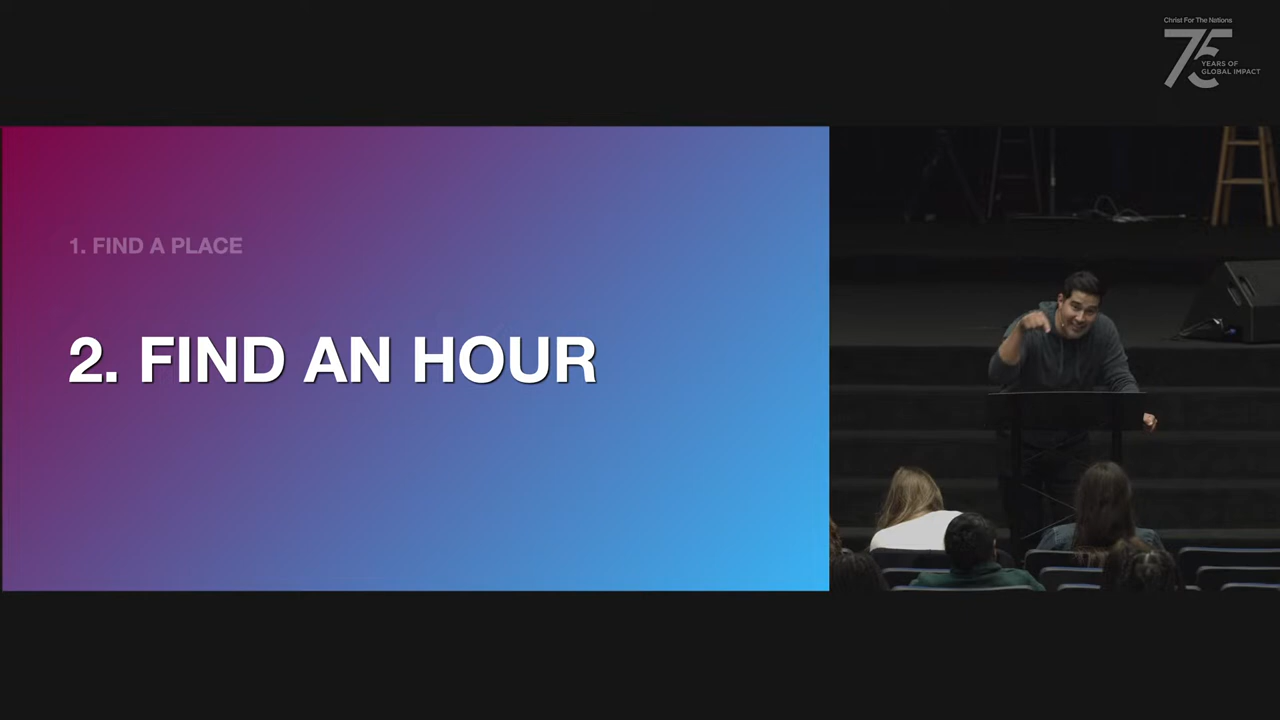 Christ For The Nations
75
YEARS OF
GLOBAL IMPACT
1. FIND A PLACE
2. FIND AN HOUR